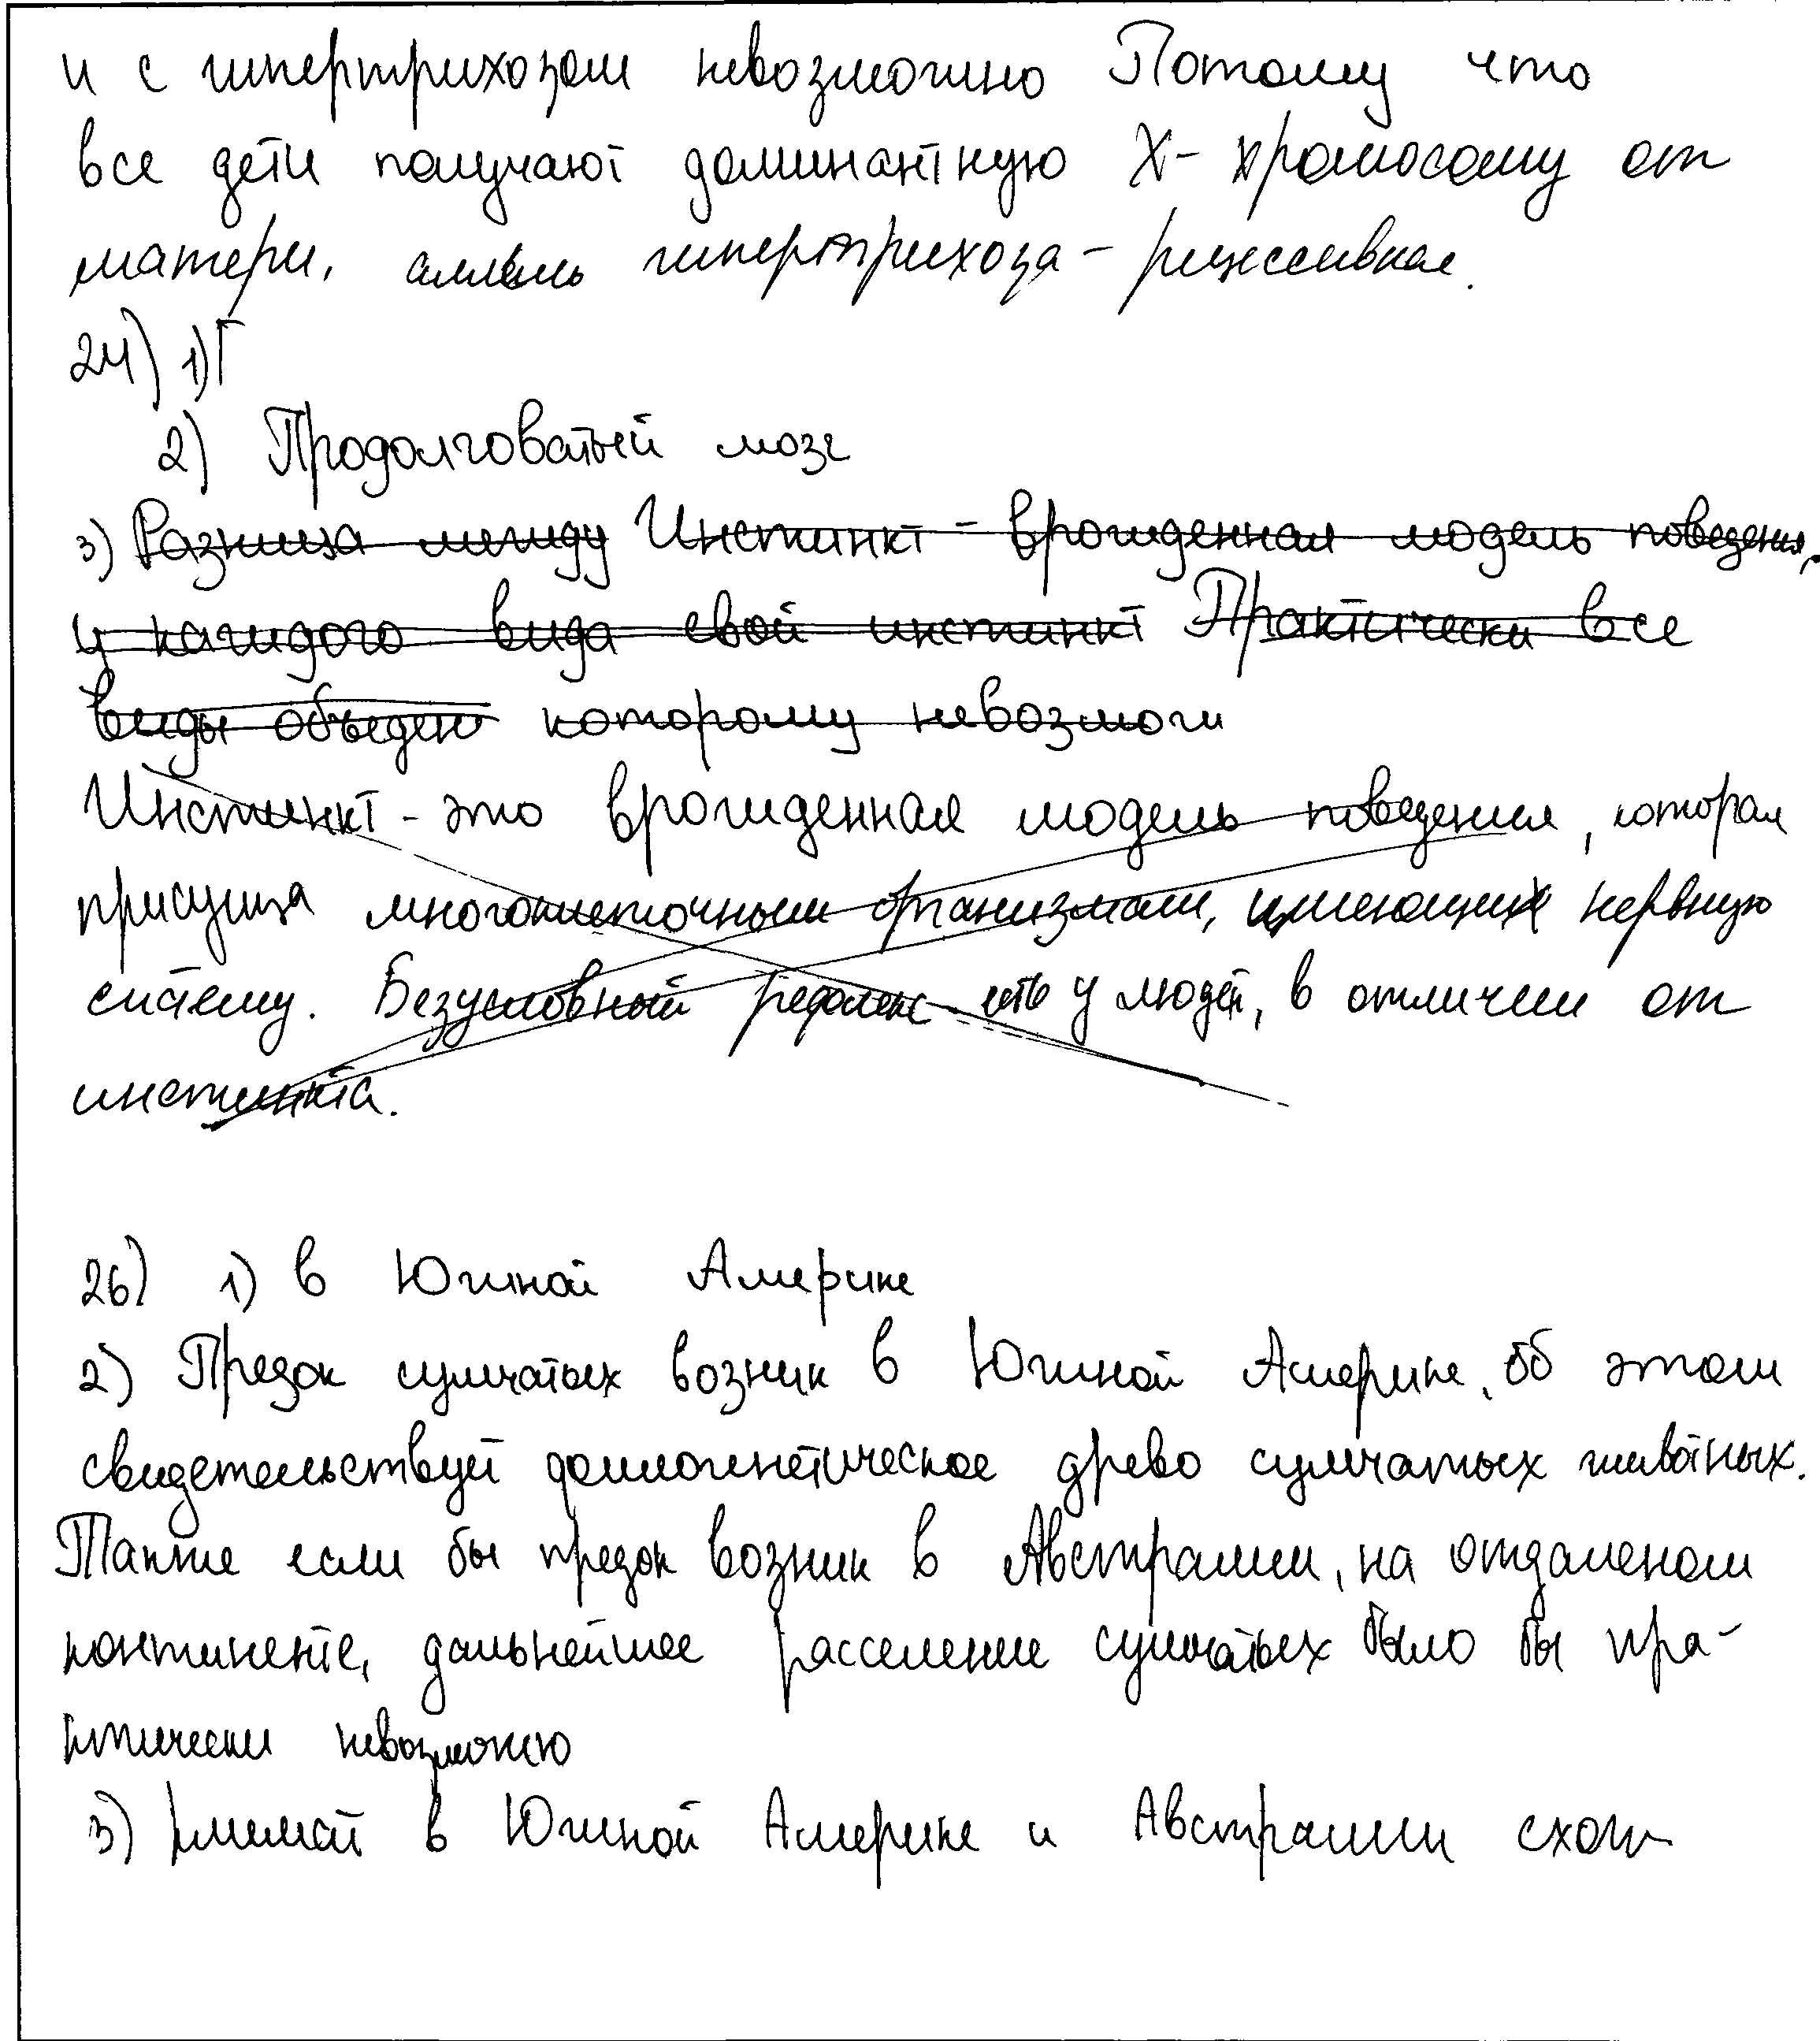 и с гипертрихозом невозможно Потому что
все дети получают доминантную X- хромосому от
матери, аллель гипертрихоза - рецессивная.
24) 1) Г
2) Продолговатый мозг
3) Разница между Инстинкт - врожденная модель поведения,
у каждого вида свой инстинкт Практически все
виды объеден которому невозможн
Инстинкт - это врожденная модель поведения, которая
присуща многоклеточным организмам, имеющих нервную
систему. Безусловный рефлекс есть у людей, в отличии от
инстинкта.
26) 1) в Южной Америке
2) Предок сумчатых возник в Южной Америке, об этом
свидетельствует филогенетическое древо сумчатых животных.
Также если бы предок возник в Австралии, на отдаленом
континенте, дальнейшее расселение сумчатых было бы пра-
ктически невозможно
3) климат в Южной Америке и Австралии схож